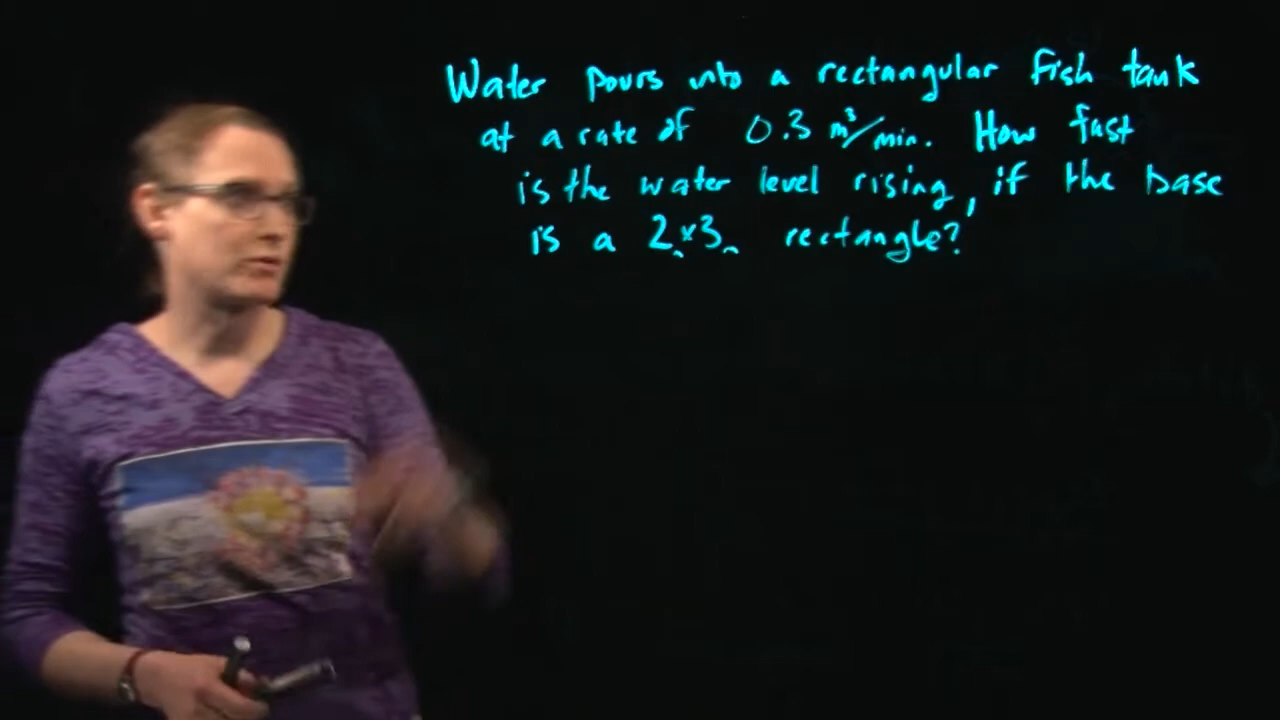 Water pours into a rectangular fish tank
at a rate of 0.3 m³/min. How fast
is the water level rising, if the base
is a 2m×3m rectangle?